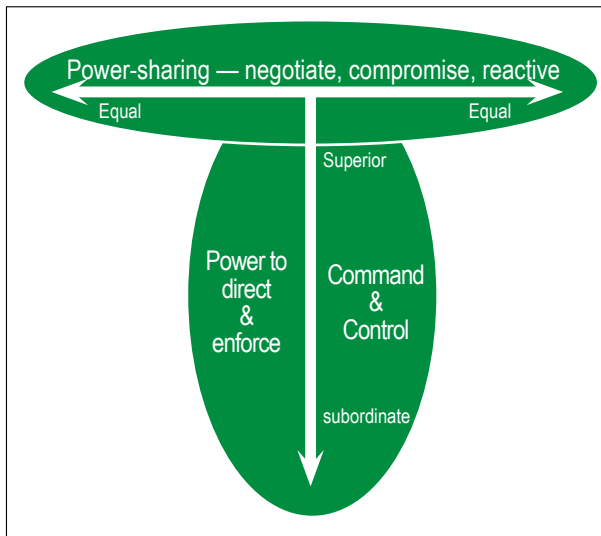 Power-sharing — negotiate, compromise, reactive
Equal
Equal
Superior
Power to
direct
&
enforce
Command
&
Control
subordinate